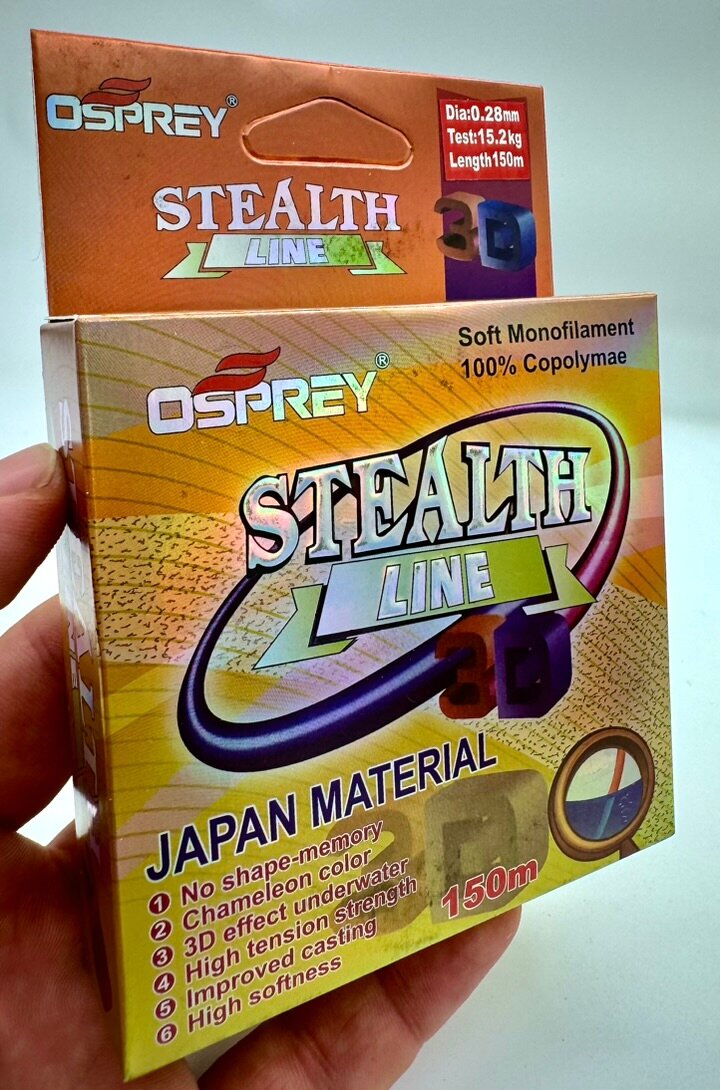 OSPREY®
Dia:0.28mm
Test:15.2kg
Length150m
STEALTH
LINE
3D
Soft Monofilament
100% Copolymae
OSPREY®
STEALTH
LINE
3D
JAPAN MATERIAL
3D
1 No shape-memory
2 Chameleon color
3 3D effect underwater
4 High tension strength
5 Improved casting
6 High softness
150m